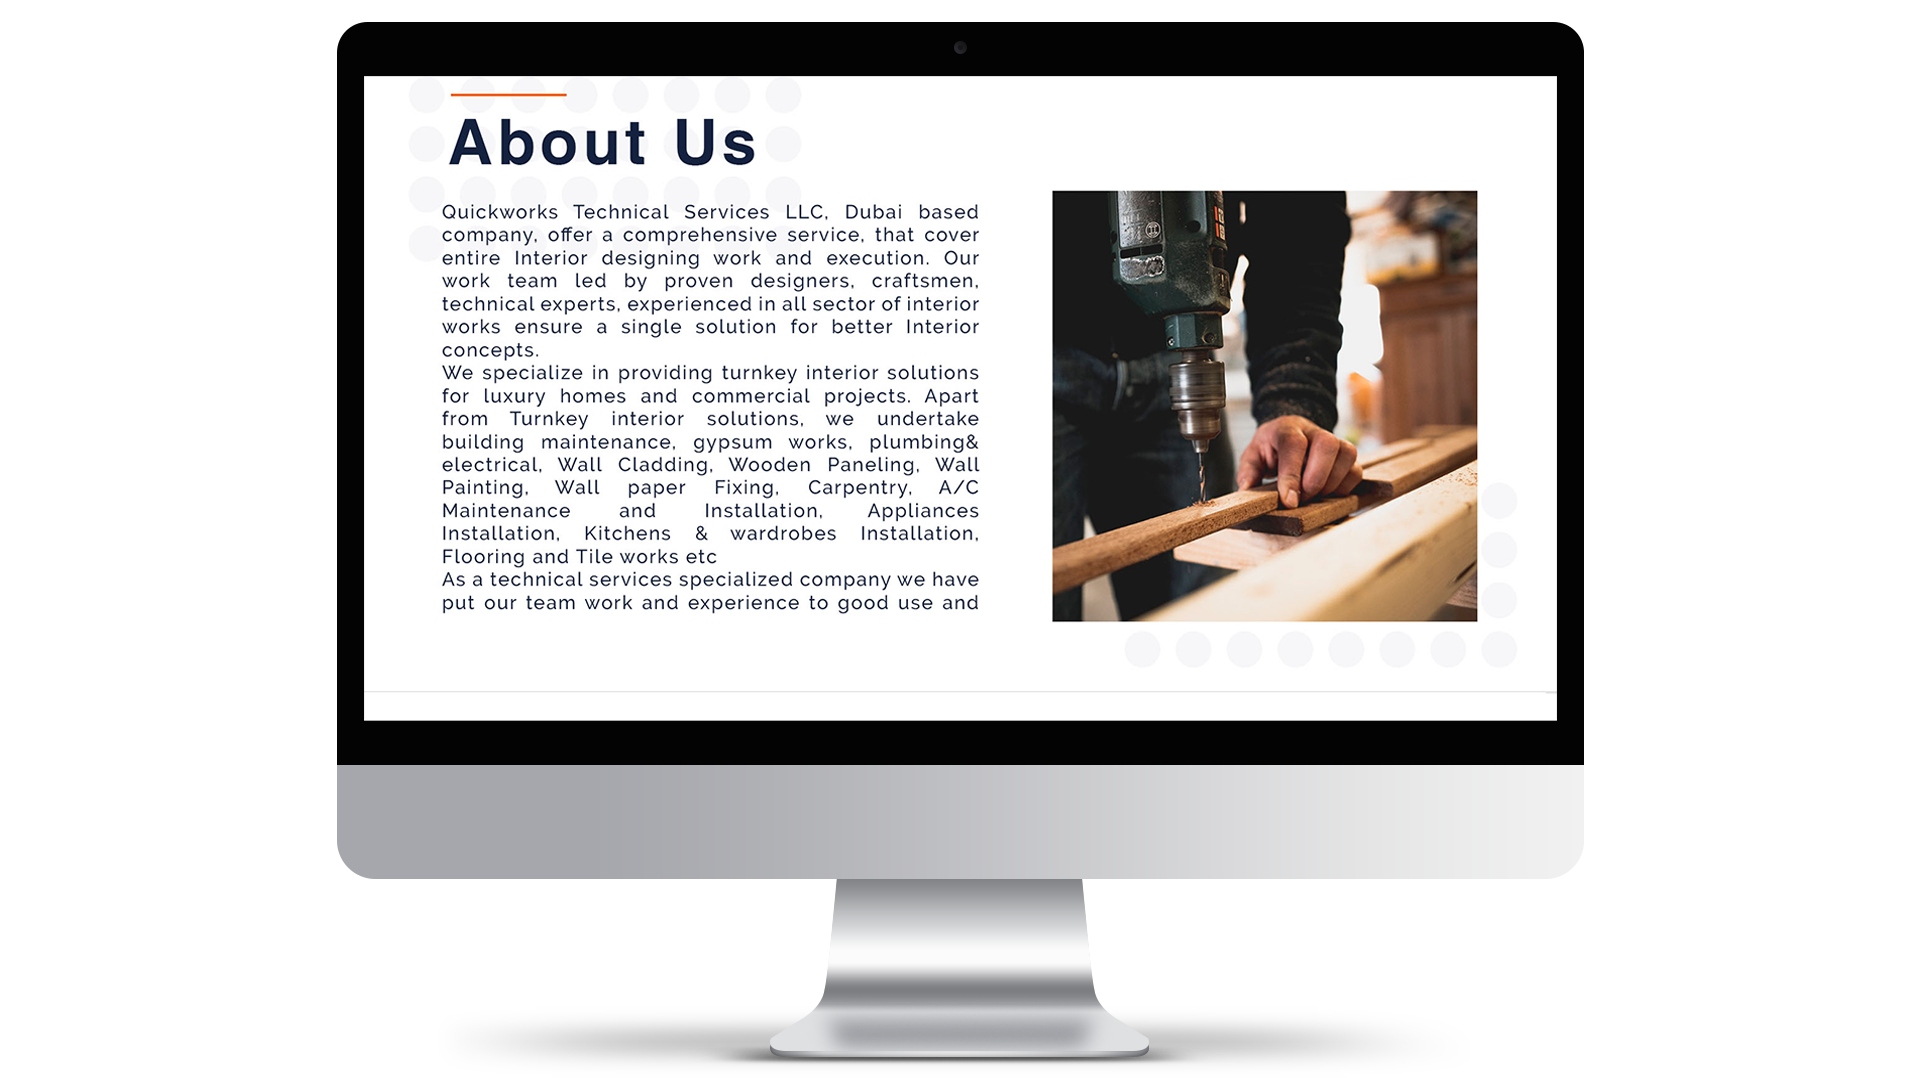 About Us
Quickworks Technical Services LLC, Dubai based
company, offer a comprehensive service, that cover
entire Interior designing work and execution. Our
work team led by proven designers, craftsmen,
technical experts, experienced in all sector of interior
works ensure a single solution for better Interior
concepts.
We specialize in providing turnkey interior solutions
for luxury homes and commercial projects. Apart
from Turnkey interior solutions, we undertake
building maintenance, gypsum works, plumbing&
electrical, Wall Cladding, Wooden Paneling, Wall
Painting, Wall paper Fixing, Carpentry, A/C
Maintenance and Installation, Appliances
Installation, Kitchens & wardrobes Installation,
Flooring and Tile works etc
As a technical services specialized company we have
put our team work and experience to good use and